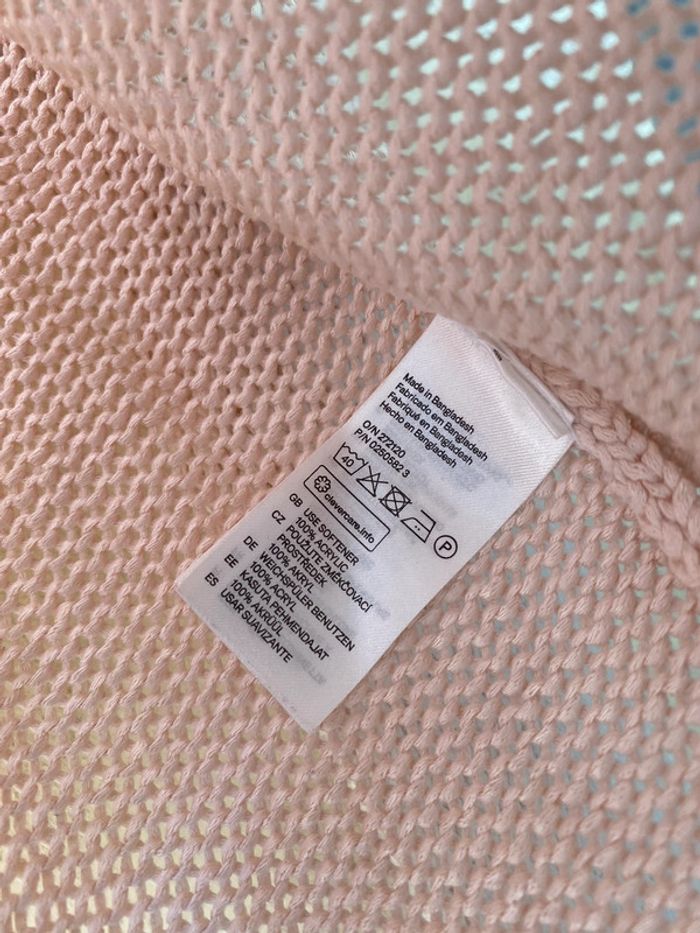 Made in Bangladesh
Fabricado em Bangladesh
Fabriqué en Bangladesh
Hecho en Bangladesh
O/N 272120
P/N 0250582 3
40
P
clevercare.info
GB USE SOFTENER
100% ACRYLIC
CZ POUŽIJTE ZMĚKČOVACÍ
PROSTŘEDEK
100% AKRYL
DE WEICHSPÜLER BENUTZEN
100% ACRYL
EE KASUTA PEHMENDAJAT
100% AKRÜÜL
ES USAR SUAVIZANTE